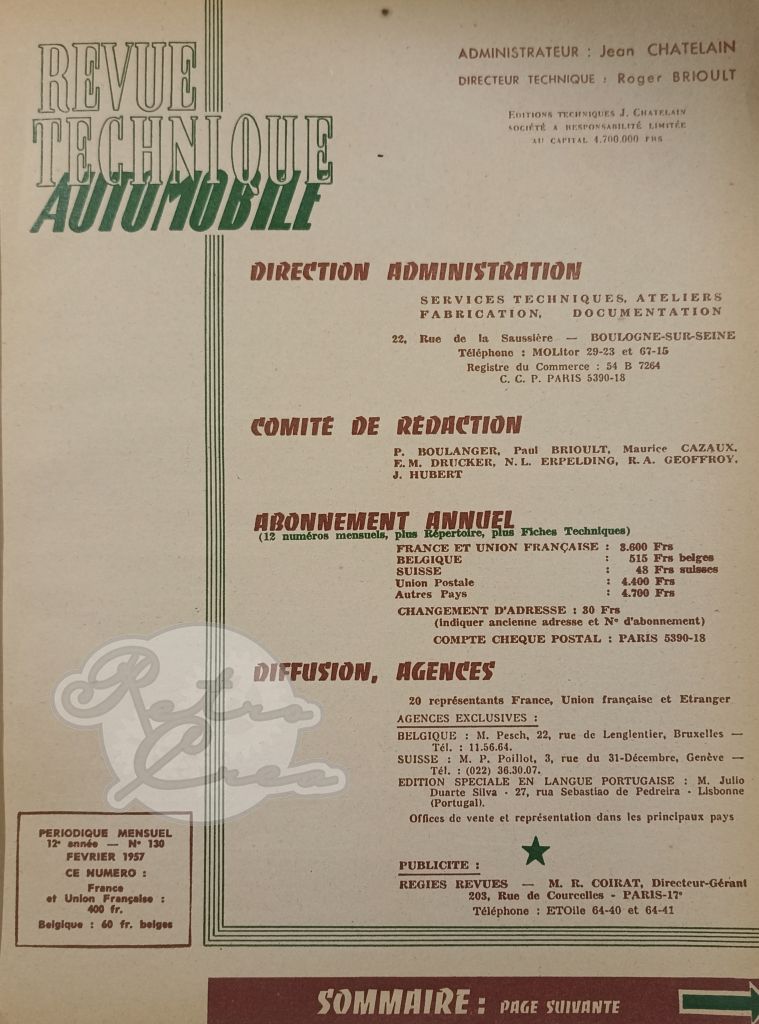 REVUE
TECHNIQUE
AUTOMOBILE
ADMINISTRATEUR : Jean CHATELAIN
DIRECTEUR TECHNIQUE : Roger BRIOULT
EDITIONS TECHNIQUES J. CHATELAIN
SOCIÉTÉ A RESPONSABILITÉ LIMITÉE
AU CAPITAL 4.700.000 FRS
DIRECTION ADMINISTRATION
SERVICES TECHNIQUES, ATELIERS
FABRICATION, DOCUMENTATION
22, Rue de la Saussière — BOULOGNE-SUR-SEINE
Téléphone : MOLitor 29-23 et 67-15
Registre du Commerce : 54 B 7264
C. C. P. PARIS 5390-18
COMITÉ DE RÉDACTION
P. BOULANGER, Paul BRIOULT, Maurice CAZAUX.
E.M. DRUCKER, N.L. ERPELDING, R.A. GEOFFROY.
J. HUBERT
ABONNEMENT ANNUEL
(12 numéros mensuels, plus Répertoire, plus Fiches Techniques)
FRANCE ET UNION FRANÇAISE : 3.600 Frs
BELGIQUE : 515 Frs belges
SUISSE : 48 Frs suisses
Union Postale : 4.400 Frs
Autres Pays : 4.700 Frs
CHANGEMENT D'ADRESSE : 30 Frs
(indiquer ancienne adresse et N° d'abonnement)
COMPTE CHEQUE POSTAL : PARIS 5390-18
DIFFUSION, AGENCES
20 représentants France, Union française et Etranger
AGENCES EXCLUSIVES :
BELGIQUE : M. Pesch, 22, rue de Lenglentier, Bruxelles —
Tél. : 11.56.64.
SUISSE : M. P. Poillot, 3, rue du 31-Décembre, Genève —
Tél. : (022) 36.30.07.
EDITION SPECIALE EN LANGUE PORTUGAISE : M. Julio
Duarte Silva - 27, rua Sebastiao de Pedreira - Lisbonne
(Portugal).
Offices de vente et représentation dans les principaux pays
PUBLICITE :
REGIES REVUES — M. R. COIRAT, Directeur-Gérant
203, Rue de Courcelles - PARIS-17e
Téléphone : ETOile 64-40 et 64-41
Retro
Crea
PERIODIQUE MENSUEL
12e année — N° 130
FEVRIER 1957
CE NUMERO :
France
et Union Française :
400 fr.
Belgique : 60 fr. belges
SOMMAIRE : PAGE SUIVANTE